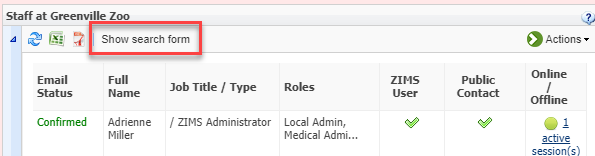 Staff at Greenville Zoo
Show search form
Actions
Email Status
Full Name
Job Title / Type
Roles
ZIMS User
Public Contact
Online / Offline
Confirmed
Adrienne Miller
/ ZIMS Administrator
Local Admin, Medical Admi...
1 active session(s)